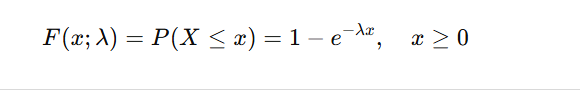 F(x; λ) = P(X ≤ x) = 1 − e^{−λx}, x ≥ 0